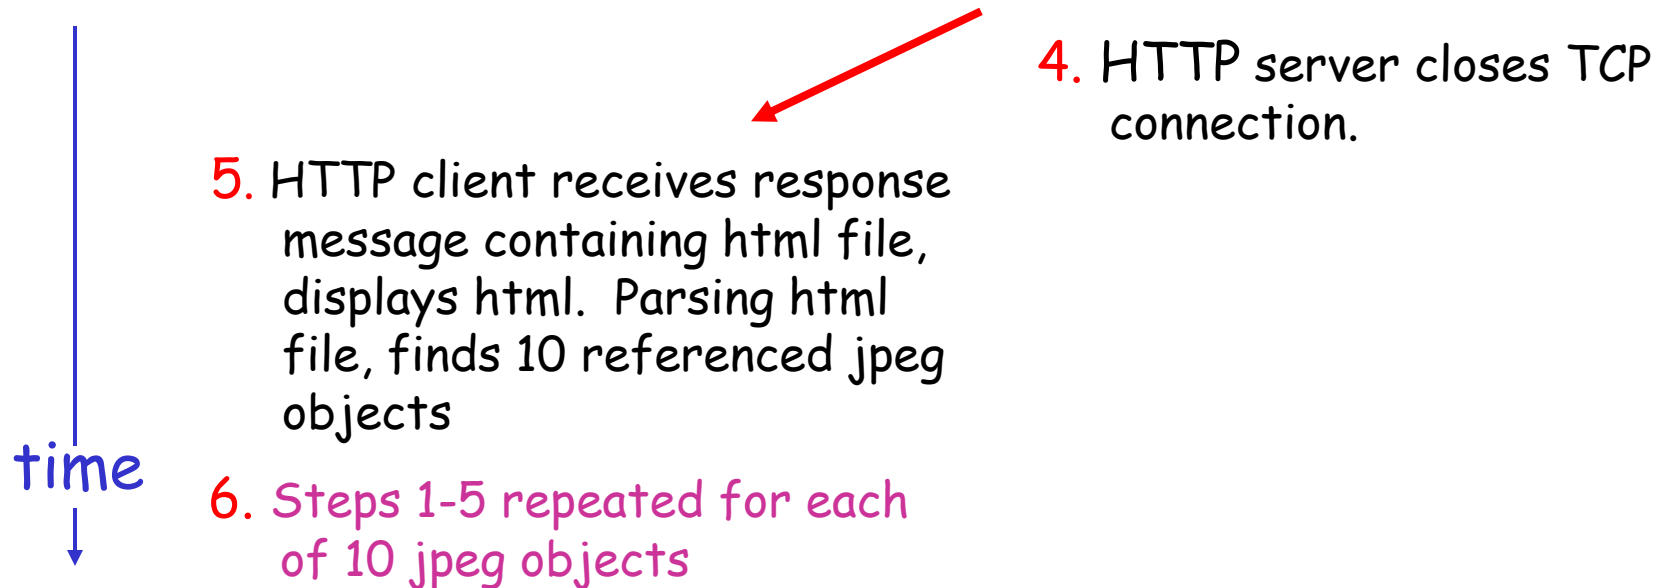 4. HTTP server closes TCP
connection.
5. HTTP client receives response
message containing html file,
displays html.  Parsing html
file, finds 10 referenced jpeg
objects
time
6. Steps 1-5 repeated for each
of 10 jpeg objects